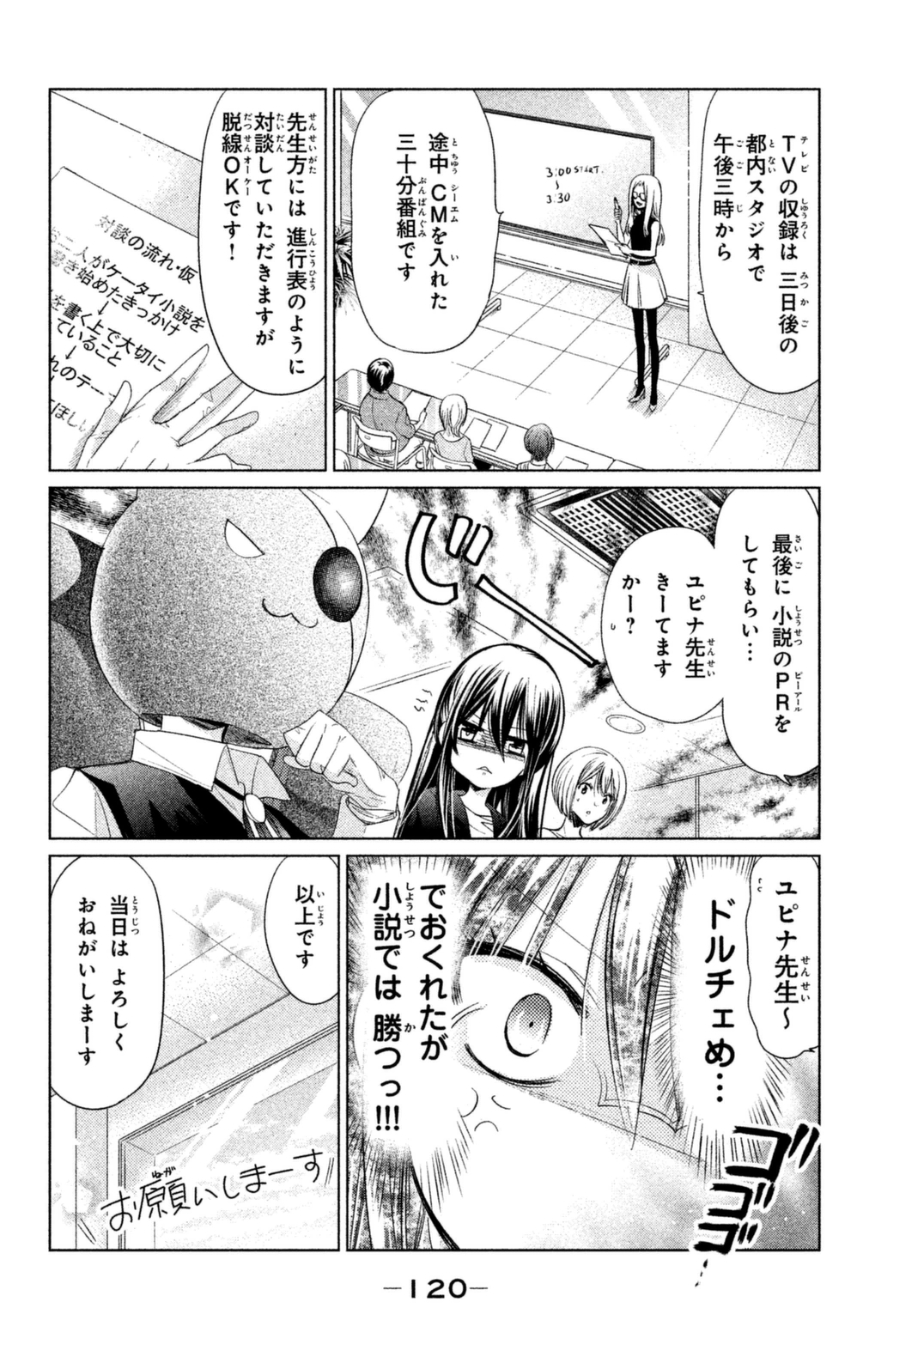 TVの収録は 三日後の
都内スタジオで
午後三時から
3:00 START.
3:30
途中 CMを入れた
三十分番組です
先生方には 進行表のように
対談していただきますが
脱線OKです!
対談の流れ・仮
お二人がケータイ小説を
書き始めたきっかけ
↓
を書く上で大切に
ていること
↓
れのテー
てほし
最後に 小説のPRを
してもらい…
ユピナ先生
きーてます
かー?
じー
ユピナ先生〜
ドルチェめ…
でおくれたが
小説では 勝つっ!!!
ゴゴゴゴ
以上です
当日は よろしく
おねがいしまーす
お願いしまーす
—120—